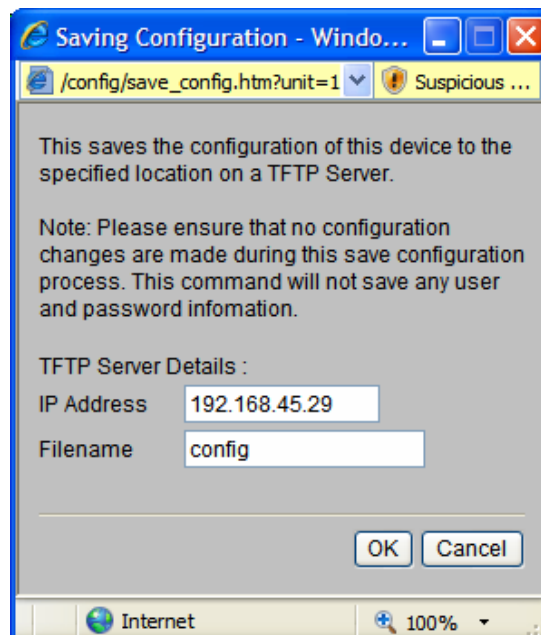 Saving Configuration - Windo...
/config/save_config.htm?unit=1
Suspicious ...
This saves the configuration of this device to the
specified location on a TFTP Server.
Note: Please ensure that no configuration
changes are made during this save configuration
process. This command will not save any user
and password infomation.
TFTP Server Details :
IP Address 192.168.45.29
Filename config
OK Cancel
Internet 100%